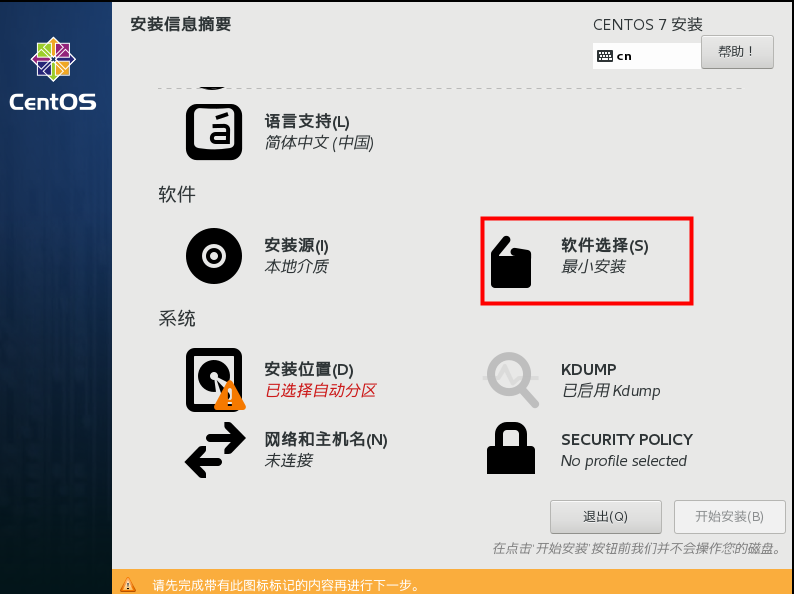 安装信息摘要
CENTOS 7 安装
cn
帮助！
CentOS
á
语言支持(L)
简体中文 (中国)
软件
安装源(I)
本地介质
软件选择(S)
最小安装
系统
安装位置(D)
已选择自动分区
KDUMP
已启用 Kdump
网络和主机名(N)
未连接
SECURITY POLICY
No profile selected
退出(Q)
开始安装(B)
在点击'开始安装'按钮前我们并不会操作您的磁盘。
请先完成带有此图标标记的内容再进行下一步。